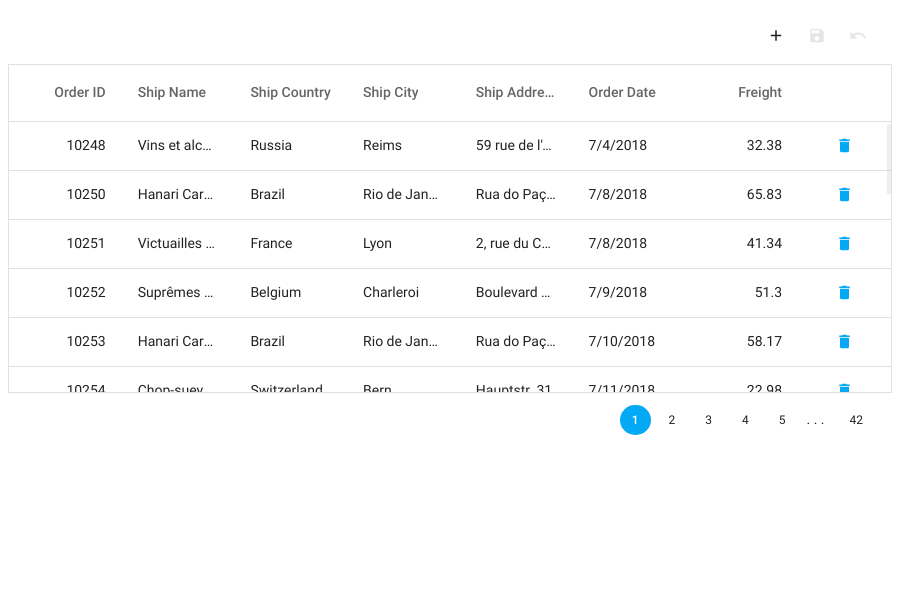 Order ID Ship Name Ship Country Ship City Ship Addre... Order Date Freight
10248 Vins et alc... Russia Reims 59 rue de l'... 7/4/2018 32.38
10250 Hanari Car... Brazil Rio de Jan... Rua do Paç... 7/8/2018 65.83
10251 Victuailles ... France Lyon 2, rue du C... 7/8/2018 41.34
10252 Suprêmes ... Belgium Charleroi Boulevard ... 7/9/2018 51.3
10253 Hanari Car... Brazil Rio de Jan... Rua do Paç... 7/10/2018 58.17
10254 Chop-suey Switzerland Bern Hauptstr. 31 7/11/2018 22.98
1 2 3 4 5 ... 42